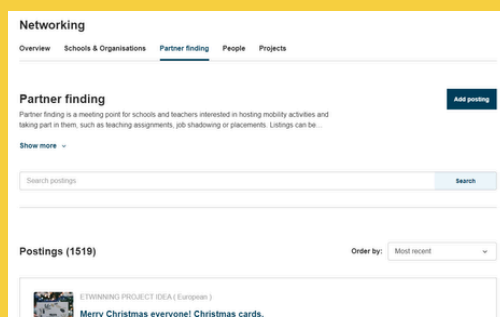 Networking
Overview Schools & Organisations Partner finding People Projects
Partner finding
Add posting
Partner finding is a meeting point for schools and teachers interested in hosting mobility activities and
taking part in them, such as teaching assignments, job shadowing or placements. Listings can be...
Show more
Search postings
Search
Postings (1519)
Order by: Most recent
ETWINNING PROJECT IDEA ( European )
Merry Christmas everyone! Christmas cards.